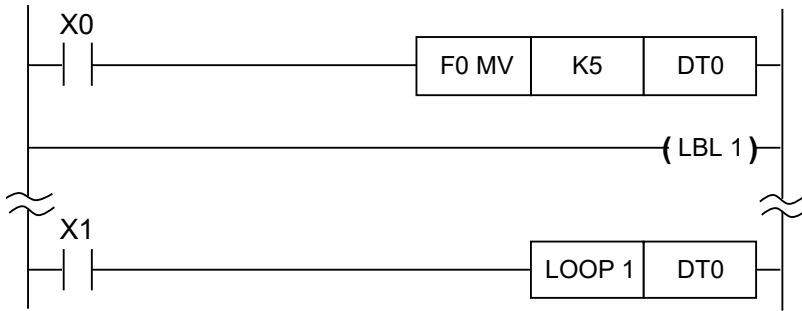 X0
F0 MV K5 DT0
( LBL 1 )
X1
LOOP 1 DT0